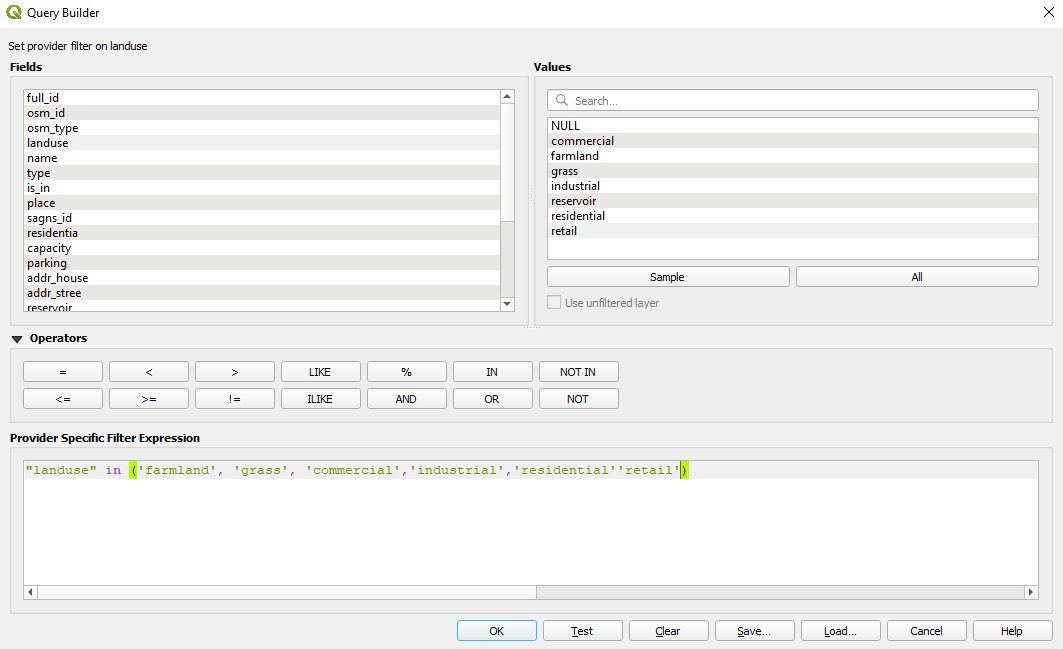 Query Builder
Set provider filter on landuse
Fields
full_id
osm_id
osm_type
landuse
name
type
is_in
place
sagns_id
residentia
capacity
parking
addr_house
addr_stree
reservoir
Values
Search...
NULL
commercial
farmland
grass
industrial
reservoir
residential
retail
Sample All
Use unfiltered layer
Operators
= < > LIKE % IN NOT IN
<= >= != ILIKE AND OR NOT
Provider Specific Filter Expression
"landuse" in ('farmland', 'grass', 'commercial','industrial','residential''retail')
OK Test Clear Save... Load... Cancel Help